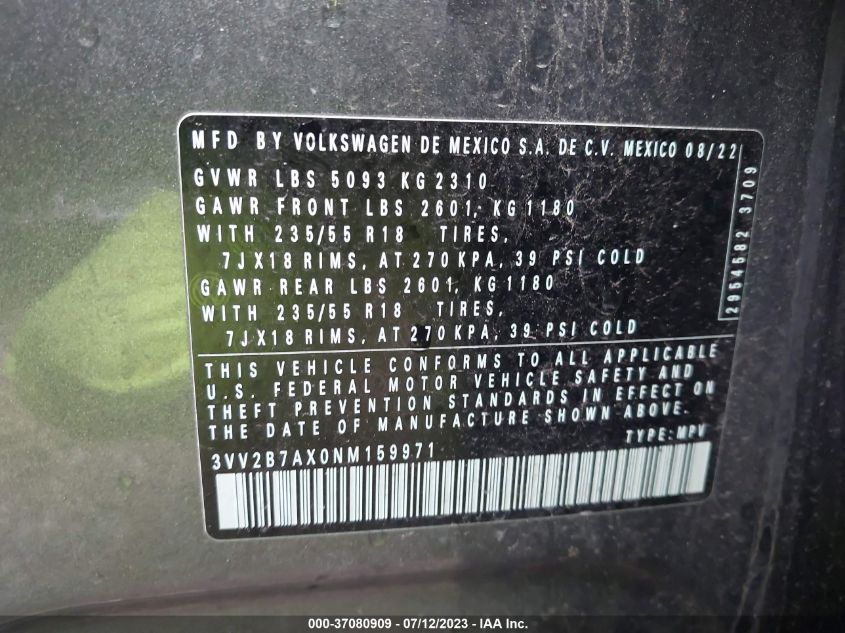 MFD BY VOLKSWAGEN DE MEXICO S.A. DE C.V. MEXICO 08/22
GVWR LBS 5093 KG 2310
GAWR FRONT LBS 2601, KG 1180
WITH 235/55 R18 TIRES,
7JX18 RIMS, AT 270 KPA, 39 PSI COLD
GAWR REAR LBS 2601, KG 1180
WITH 235/55 R18 TIRES,
7JX18 RIMS, AT 270 KPA, 39 PSI COLD
2954582 3709
THIS VEHICLE CONFORMS TO ALL APPLICABLE
U.S. FEDERAL MOTOR VEHICLE SAFETY AND
THEFT PREVENTION STANDARDS IN EFFECT ON
THE DATE OF MANUFACTURE SHOWN ABOVE.
TYPE: MPV
3VV2B7AX0NM159971
000-37080909 - 07/12/2023 - IAA Inc.